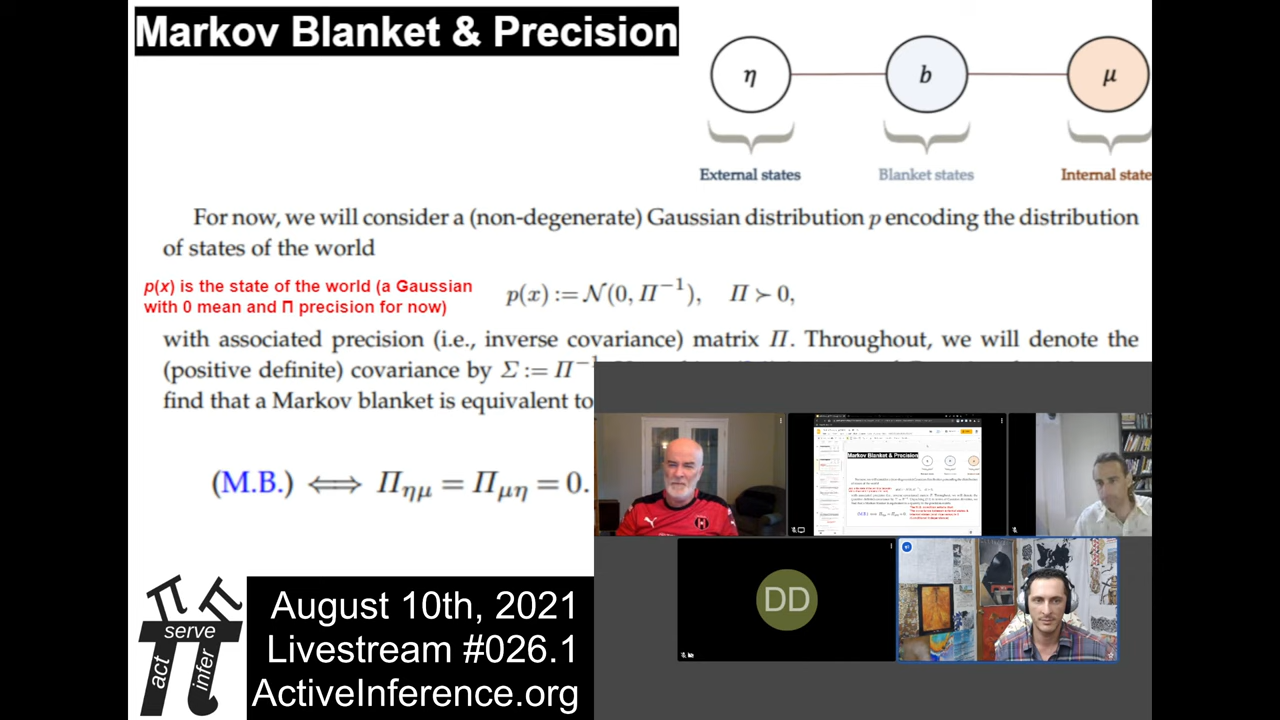 Markov Blanket & Precision
η b μ
External states Blanket states Internal state
For now, we will consider a (non-degenerate) Gaussian distribution p encoding the distribution
of states of the world
p(x) is the state of the world (a Gaussian
with 0 mean and Π precision for now)
p(x) := N(0, Π⁻¹), Π ≻ 0,
with associated precision (i.e., inverse covariance) matrix Π. Throughout, we will denote the
(positive definite) covariance by Σ := Π⁻¹
find that a Markov blanket is equivalent to
(M.B.) ⟺ Π_ημ = Π_μη = 0.
Markov Blanket & Precision
DD
act
serve
infer
August 10th, 2021
Livestream #026.1
ActiveInference.org